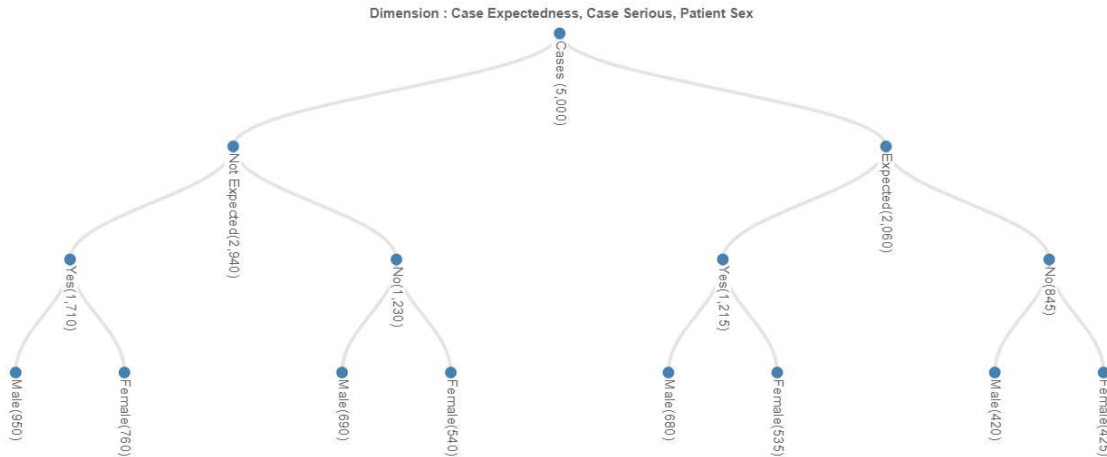 Dimension : Case Expectedness, Case Serious, Patient Sex
Cases (5,000)
Not Expected(2,940)
Expected(2,060)
Yes(1,710)
No(1,230)
Yes(1,215)
No(845)
Male(950)
Female(760)
Male(690)
Female(540)
Male(680)
Female(535)
Male(420)
Female(425)